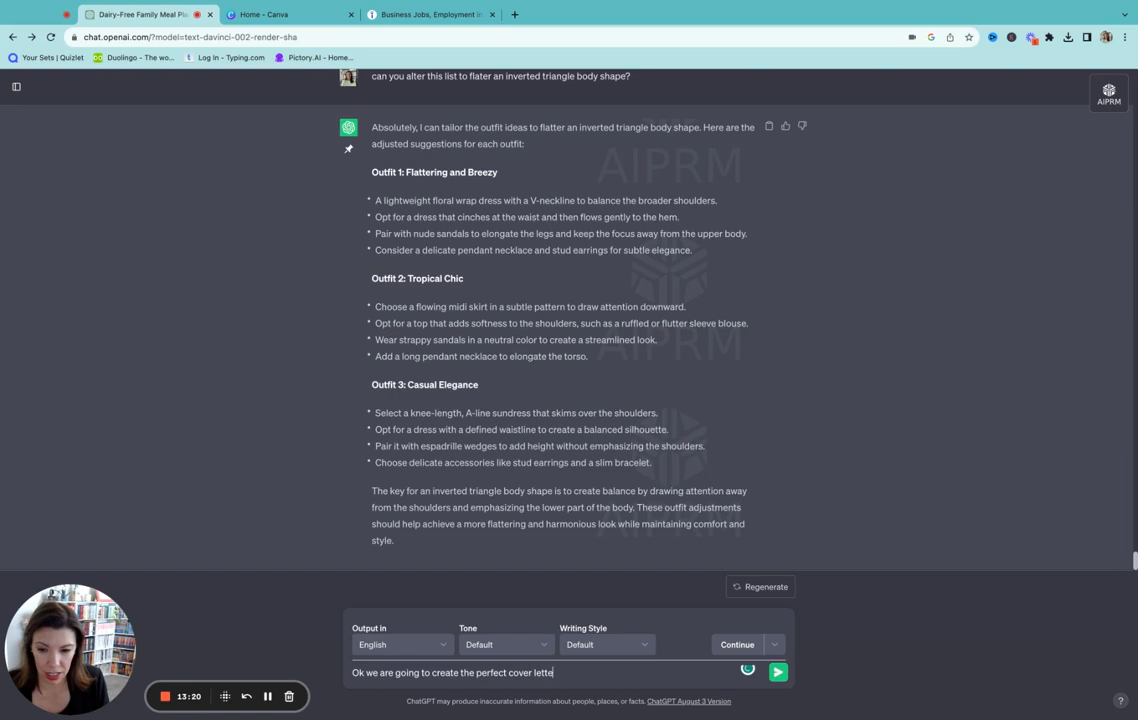 Dairy-Free Family Meal Pla
Home - Canva
Business Jobs, Employment in
chat.openai.com/?model=text-davinci-002-render-sha
Your Sets | Quizlet
Duolingo - The wo...
Log In - Typing.com
Pictory.AI - Home...
can you alter this list to flater an inverted triangle body shape?
AIPRM
Absolutely, I can tailor the outfit ideas to flatter an inverted triangle body shape. Here are the
adjusted suggestions for each outfit:
AIPRM
Outfit 1: Flattering and Breezy
A lightweight floral wrap dress with a V-neckline to balance the broader shoulders.
Opt for a dress that cinches at the waist and then flows gently to the hem.
Pair with nude sandals to elongate the legs and keep the focus away from the upper body.
Consider a delicate pendant necklace and stud earrings for subtle elegance.
Outfit 2: Tropical Chic
Choose a flowing midi skirt in a subtle pattern to draw attention downward.
Opt for a top that adds softness to the shoulders, such as a ruffled or flutter sleeve blouse.
Wear strappy sandals in a neutral color to create a streamlined look.
AIPRM
Add a long pendant necklace to elongate the torso.
Outfit 3: Casual Elegance
Select a knee-length, A-line sundress that skims over the shoulders.
Opt for a dress with a defined waistline to create a balanced silhouette.
Pair it with espadrille wedges to add height without emphasizing the shoulders.
Choose delicate accessories like stud earrings and a slim bracelet.
The key for an inverted triangle body shape is to create balance by drawing attention away
from the shoulders and emphasizing the lower part of the body. These outfit adjustments
AIPRM
should help achieve a more flattering and harmonious look while maintaining comfort and
style.
Regenerate
Output in
Tone
Writing Style
English
Default
Default
Continue
Ok we are going to create the perfect cover lette
13:20
ChatGPT may produce inaccurate information about people, places, or facts. ChatGPT August 3 Version
?